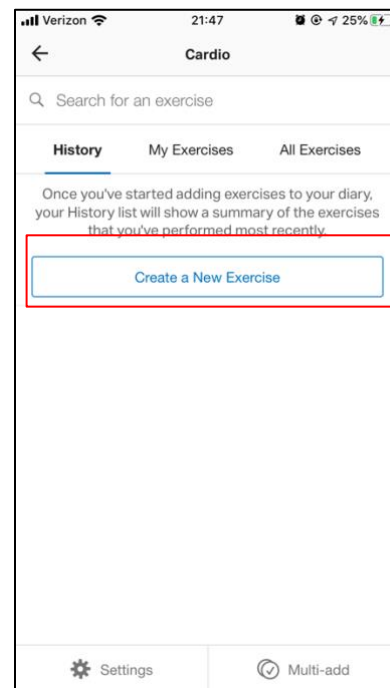 Verizon 21:47 25%
Cardio
Search for an exercise
History My Exercises All Exercises
Once you've started adding exercises to your diary,
your History list will show a summary of the exercises
that you've performed most recently.
Create a New Exercise
Settings Multi-add